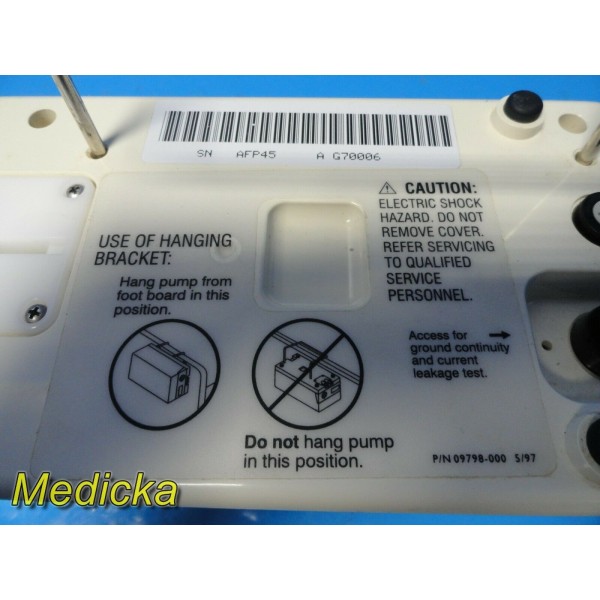 SN AFP45 A G70006
USE OF HANGING
BRACKET:
Hang pump from
foot board in this
position.
Do not hang pump
in this position.
⚠ CAUTION:
ELECTRIC SHOCK
HAZARD. DO NOT
REMOVE COVER.
REFER SERVICING
TO QUALIFIED
SERVICE
PERSONNEL.
Access for →
ground continuity
and current
leakage test.
P/N 09798-000 5/97
Medicka